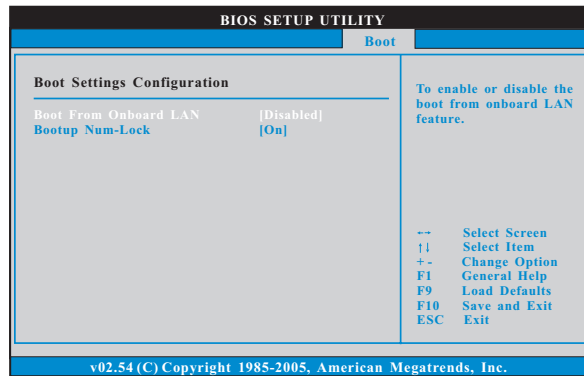 BIOS SETUP UTILITY
Boot
Boot Settings Configuration
Boot From Onboard LAN [Disabled]
Bootup Num-Lock [On]
To enable or disable the
boot from onboard LAN
feature.
←→ Select Screen
↑↓ Select Item
+ - Change Option
F1 General Help
F9 Load Defaults
F10 Save and Exit
ESC Exit
v02.54 (C) Copyright 1985-2005, American Megatrends, Inc.